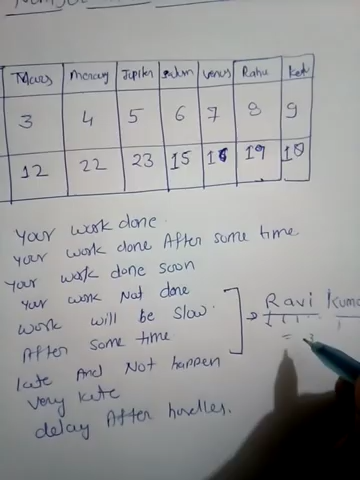 Mars Mercury Jupiter Saturn Venus Rahu Ketu
3 4 5 6 7 8 9
12 22 23 15 16 19 18
Your work done
Your work done After some time
Your work done soon
Your work Not done
Work will be slow
After some time
Ravi Kuma
late And Not happen
very late
delay After hurdles.